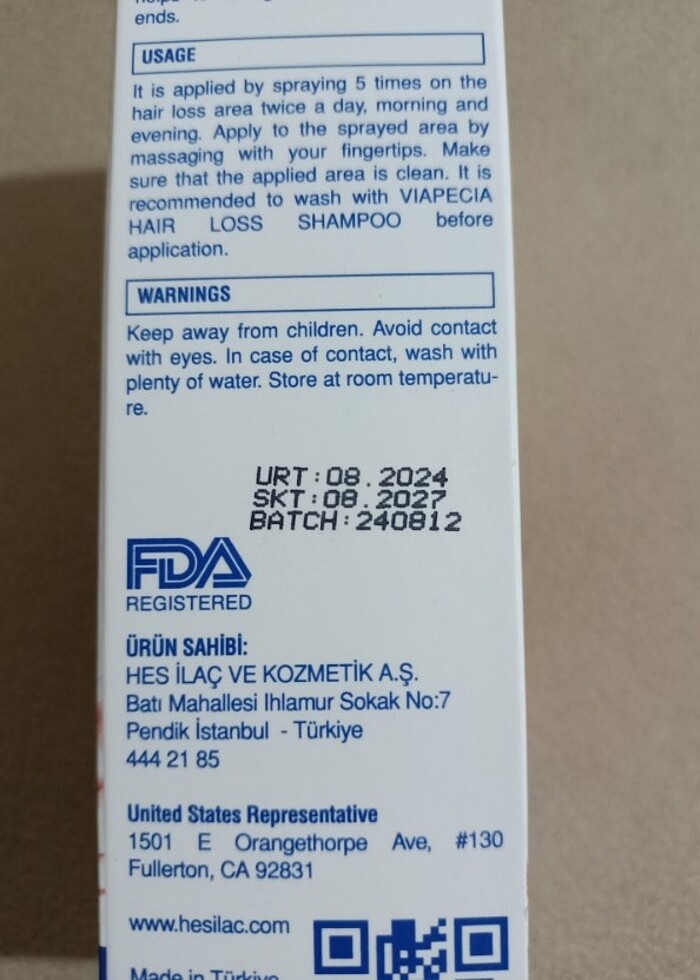 ends.
USAGE
It is applied by spraying 5 times on the
hair loss area twice a day, morning and
evening. Apply to the sprayed area by
massaging with your fingertips. Make
sure that the applied area is clean. It is
recommended to wash with VIAPECIA
HAIR LOSS SHAMPOO before
application.
WARNINGS
Keep away from children. Avoid contact
with eyes. In case of contact, wash with
plenty of water. Store at room temperatu-
re.
URT:08.2024
SKT:08.2027
BATCH:240812
FDA
REGISTERED
ÜRÜN SAHİBİ:
HES İLAÇ VE KOZMETİK A.Ş.
Batı Mahallesi Ihlamur Sokak No:7
Pendik İstanbul - Türkiye
444 21 85
United States Representative
1501 E Orangethorpe Ave, #130
Fullerton, CA 92831
www.hesilac.com
Made in Türkiye